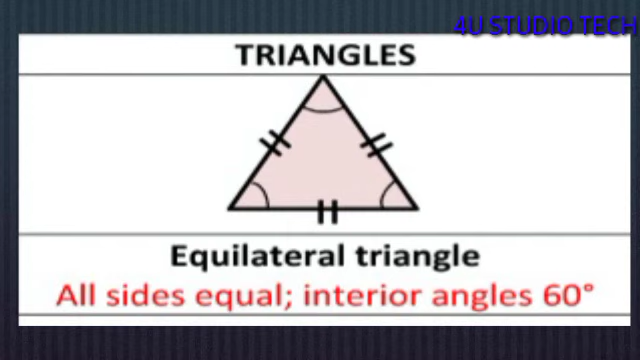 4U STUDIO TECH
TRIANGLES
Equilateral triangle
All sides equal; interior angles 60°